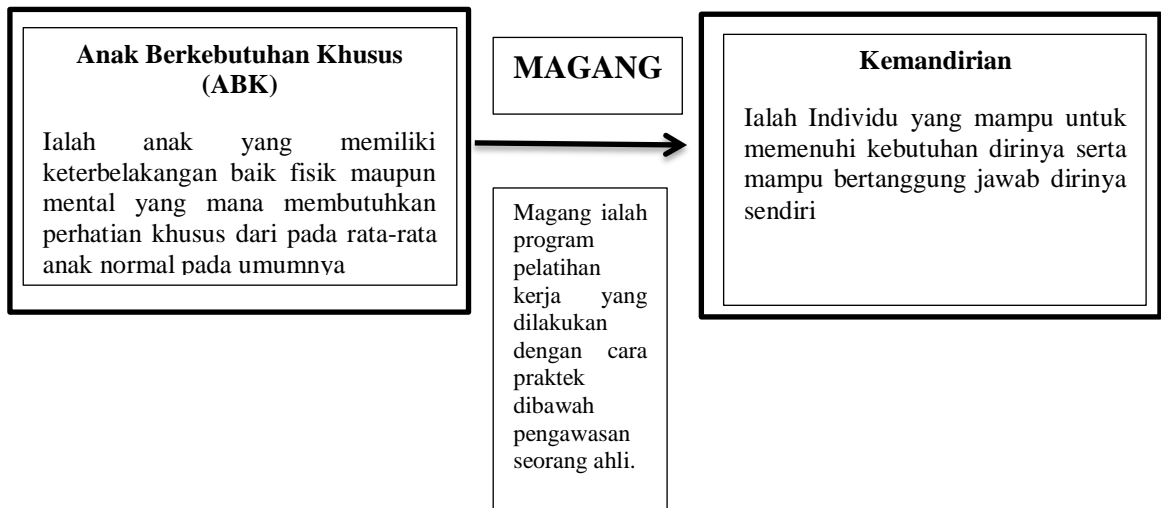 Anak Berkebutuhan Khusus
(ABK)
Ialah anak yang memiliki
keterbelakangan baik fisik maupun
mental yang mana membutuhkan
perhatian khusus dari pada rata-rata
anak normal pada umumnya
MAGANG
Magang ialah
program
pelatihan
kerja yang
dilakukan
dengan cara
praktek
dibawah
pengawasan
seorang ahli.
Kemandirian
Ialah Individu yang mampu untuk
memenuhi kebutuhan dirinya serta
mampu bertanggung jawab dirinya
sendiri